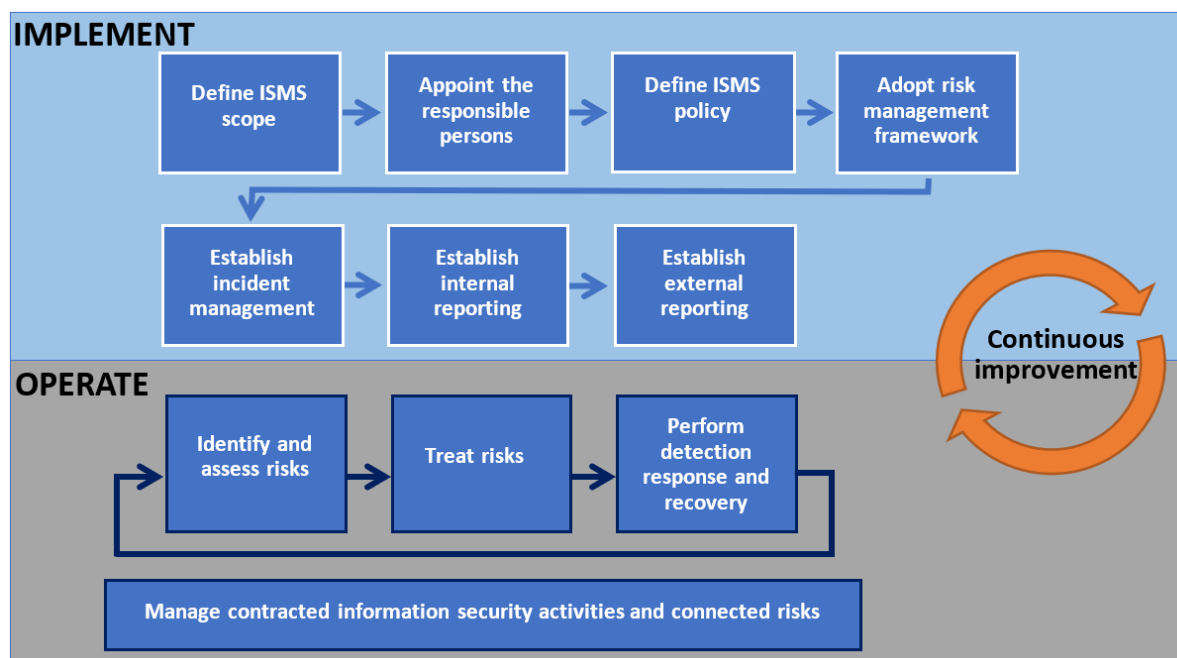 IMPLEMENT
Define ISMS
scope
Appoint the
responsible
persons
Define ISMS
policy
Adopt risk
management
framework
Establish
incident
management
Establish
internal
reporting
Establish
external
reporting
Continuous
improvement
OPERATE
Identify and
assess risks
Treat risks
Perform
detection
response and
recovery
Manage contracted information security activities and connected risks